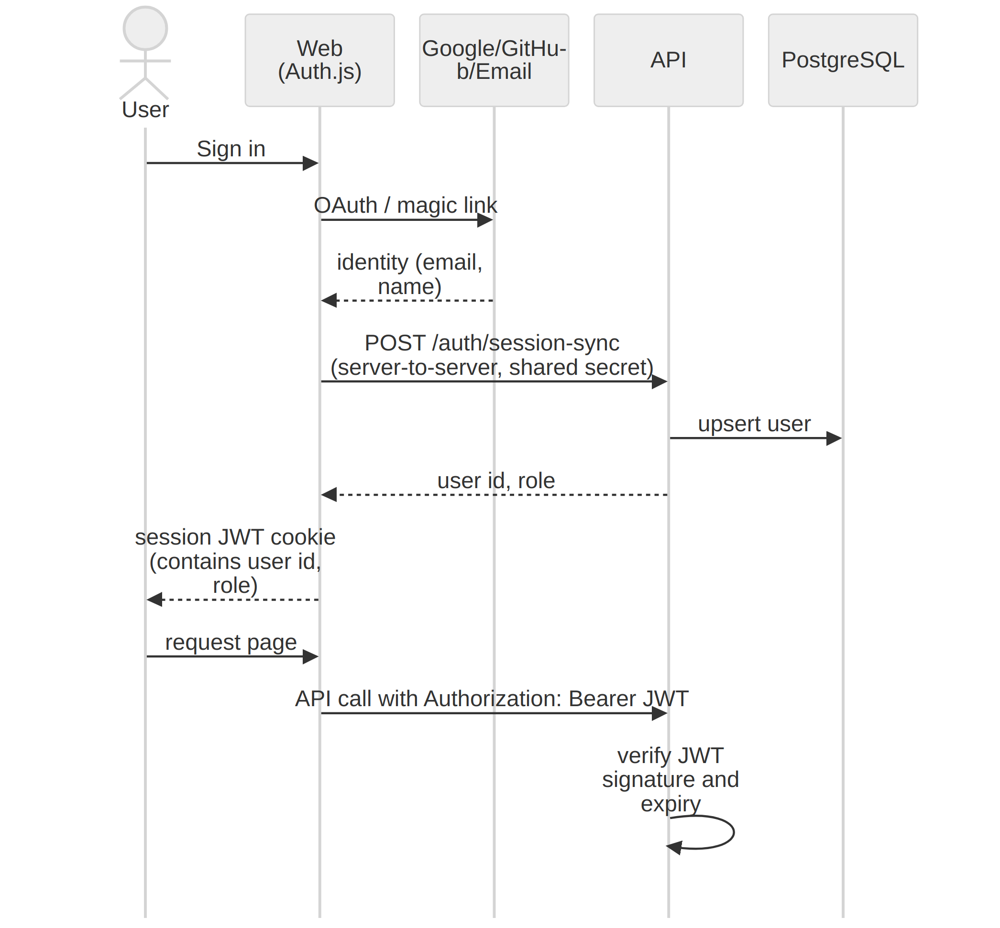 User
Web
(Auth.js)
Google/GitHu-
b/Email
API
PostgreSQL
Sign in
OAuth / magic link
identity (email,
name)
POST /auth/session-sync
(server-to-server, shared secret)
upsert user
user id, role
session JWT cookie
(contains user id,
role)
request page
API call with Authorization: Bearer JWT
verify JWT
signature and
expiry